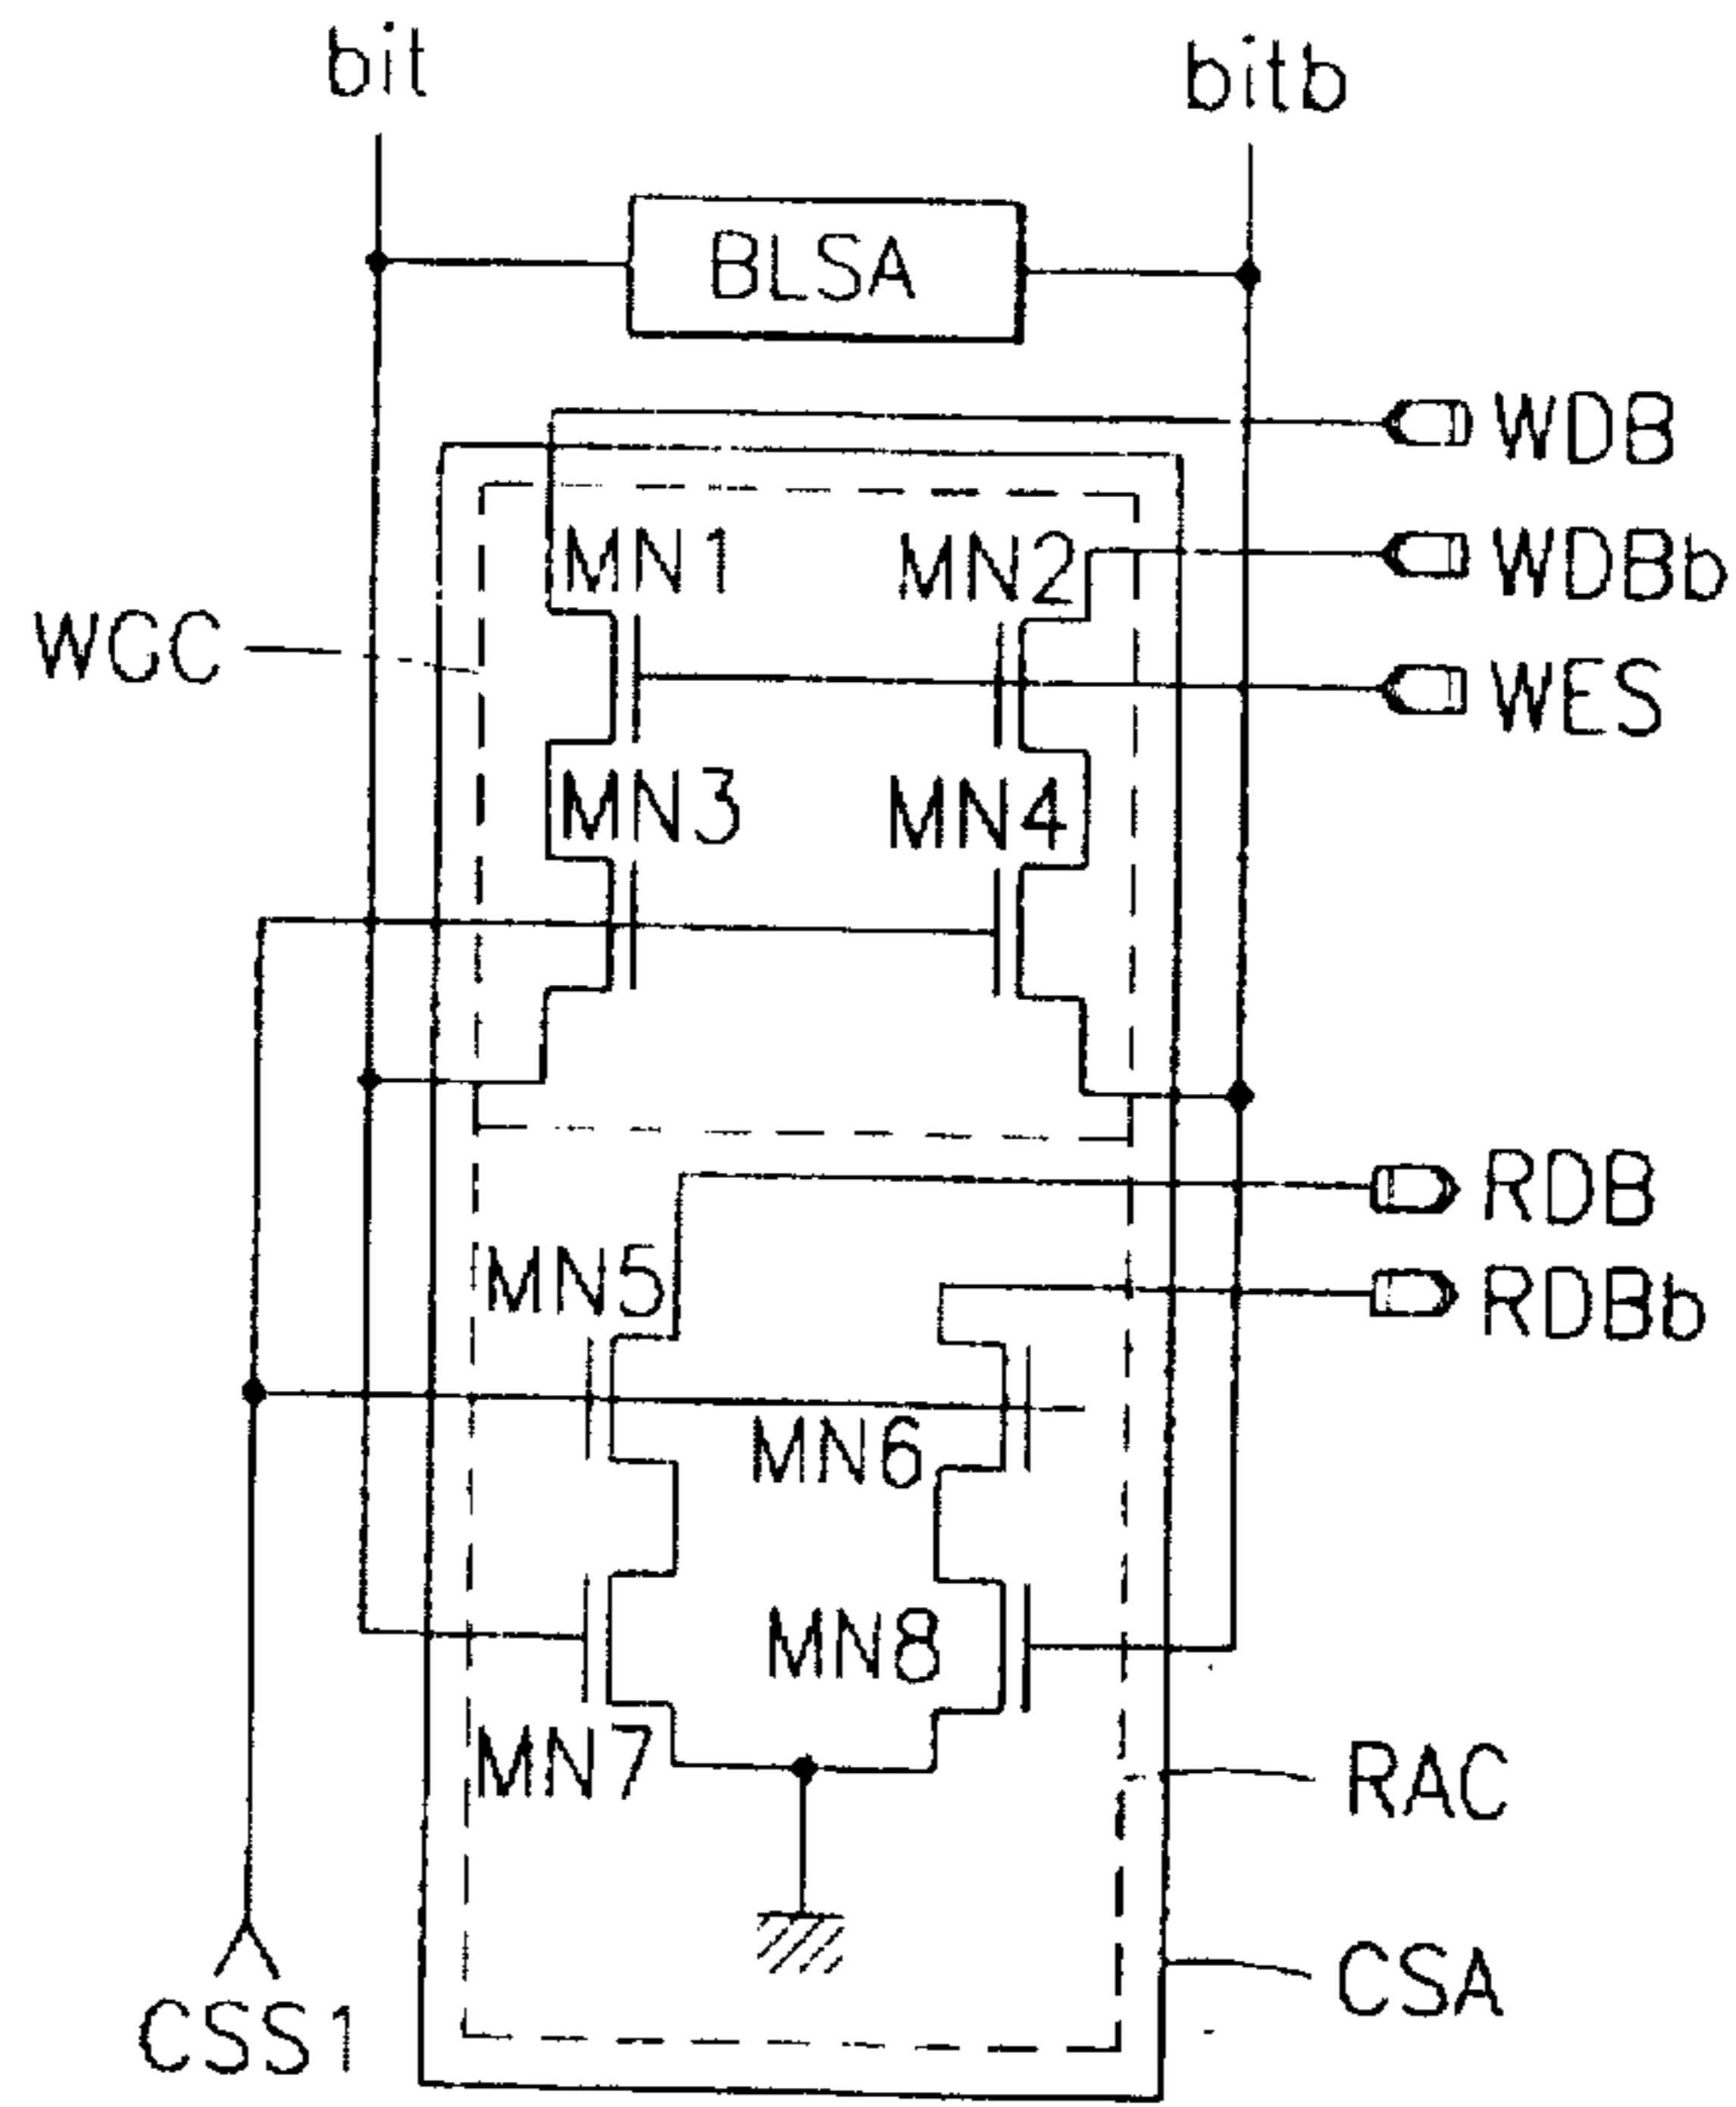 bit
bitb
BLSA
WDB
MN1
MN2
WDBb
WGC
WES
MN3
MN4
RDB
MN5
RDBb
MN6
MN8
MN7
RAC
CSA
CSS1